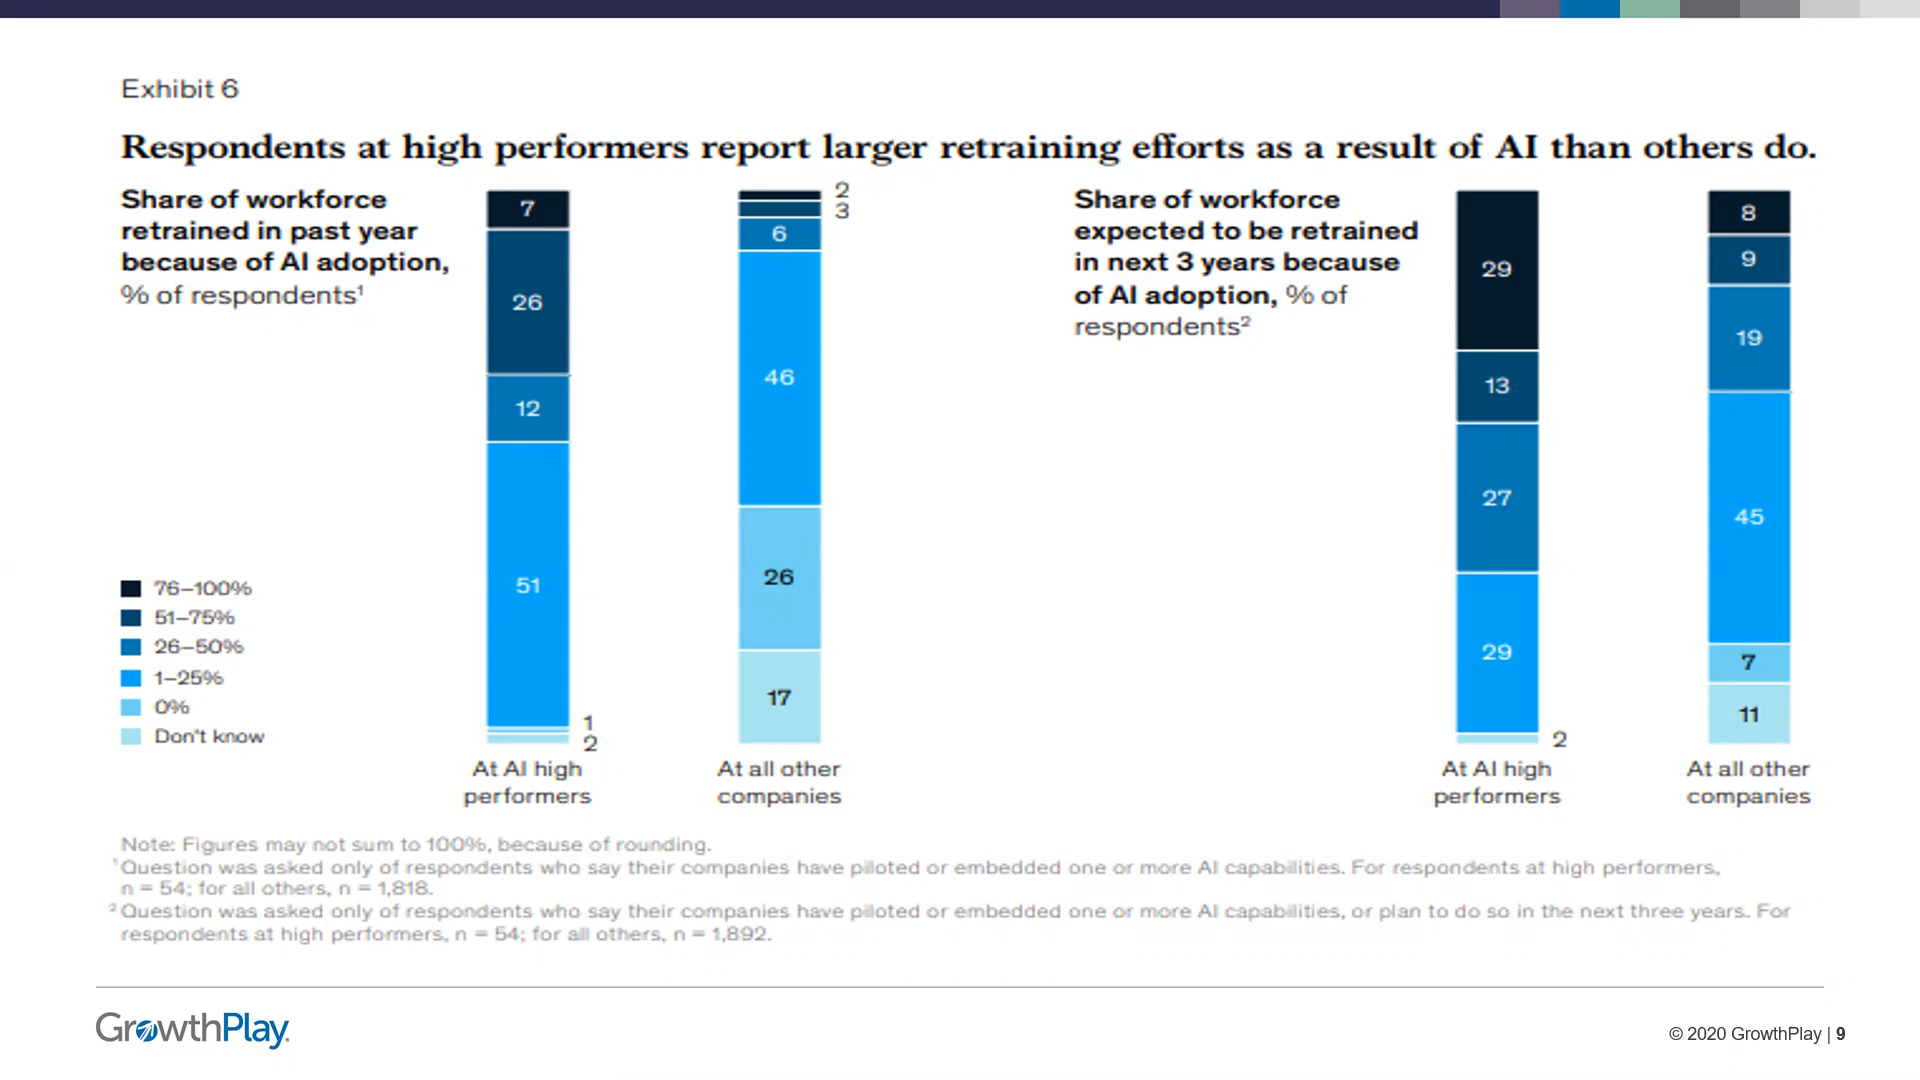 Exhibit 6
Respondents at high performers report larger retraining efforts as a result of AI than others do.
Share of workforce
retrained in past year
because of AI adoption,
% of respondents¹
7
26
12
51
1
2
At AI high
performers
2
3
6
46
26
17
At all other
companies
76–100%
51–75%
26–50%
1–25%
0%
Don't know
Share of workforce
expected to be retrained
in next 3 years because
of AI adoption, % of
respondents²
29
13
27
29
2
At AI high
performers
8
9
19
45
7
11
At all other
companies
Note: Figures may not sum to 100%, because of rounding.
¹Question was asked only of respondents who say their companies have piloted or embedded one or more AI capabilities. For respondents at high performers,
n = 54; for all others, n = 1,818.
²Question was asked only of respondents who say their companies have piloted or embedded one or more AI capabilities, or plan to do so in the next three years. For
respondents at high performers, n = 54; for all others, n = 1,892.
GrowthPlay
© 2020 GrowthPlay | 9